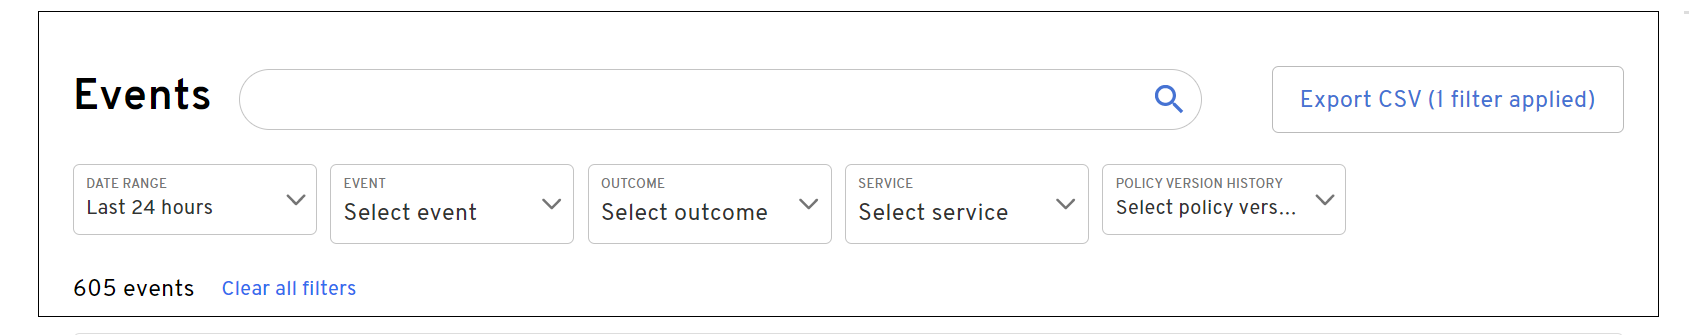 Events
Export CSV (1 filter applied)
DATE RANGE
Last 24 hours
EVENT
Select event
OUTCOME
Select outcome
SERVICE
Select service
POLICY VERSION HISTORY
Select policy vers...
605 events
Clear all filters